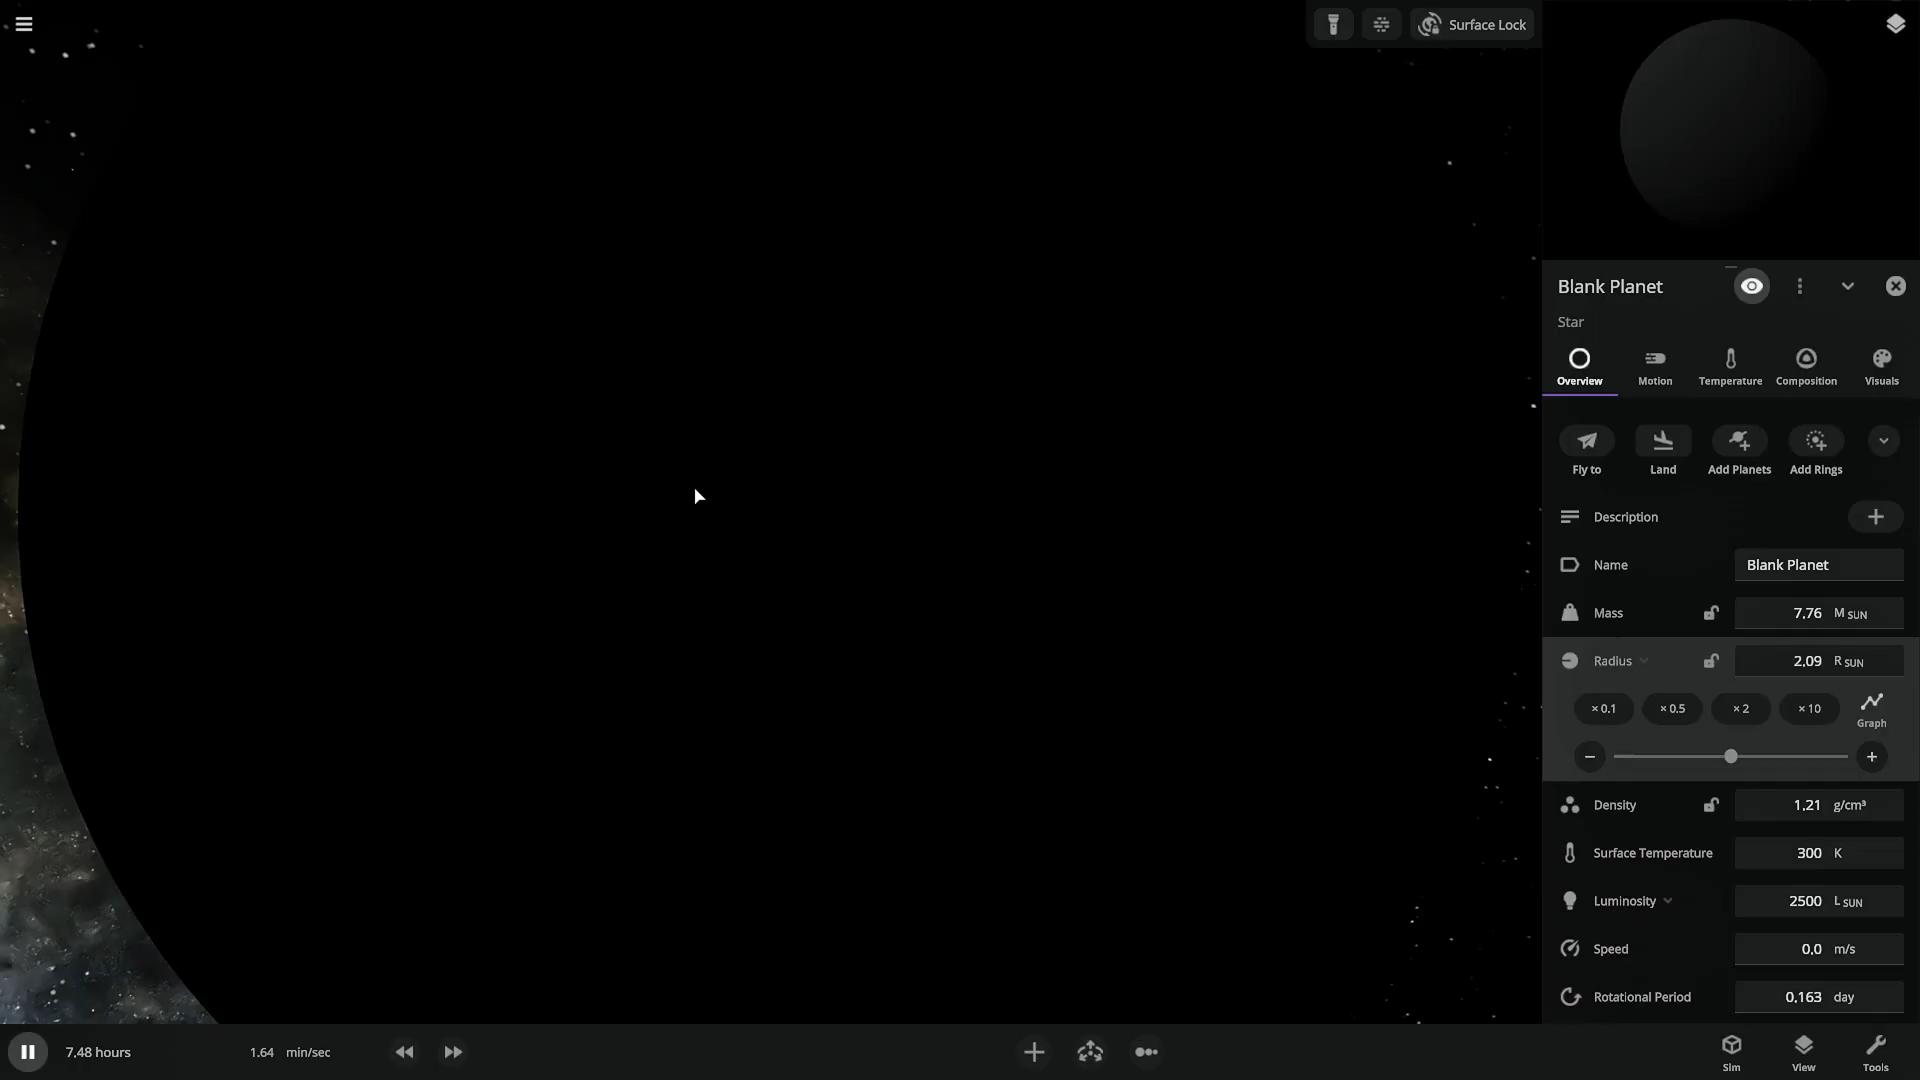 Surface Lock
Blank Planet
Star
Overview
Motion
Temperature
Composition
Visuals
Fly to
Land
Add Planets
Add Rings
Description
Name
Blank Planet
Mass
7.76 M SUN
Radius
2.09 R SUN
× 0.1
× 0.5
× 2
× 10
Graph
Density
1.21 g/cm³
Surface Temperature
300 K
Luminosity
2500 L SUN
Speed
0.0 m/s
Rotational Period
0.163 day
7.48 hours
1.64 min/sec
Sim
View
Tools